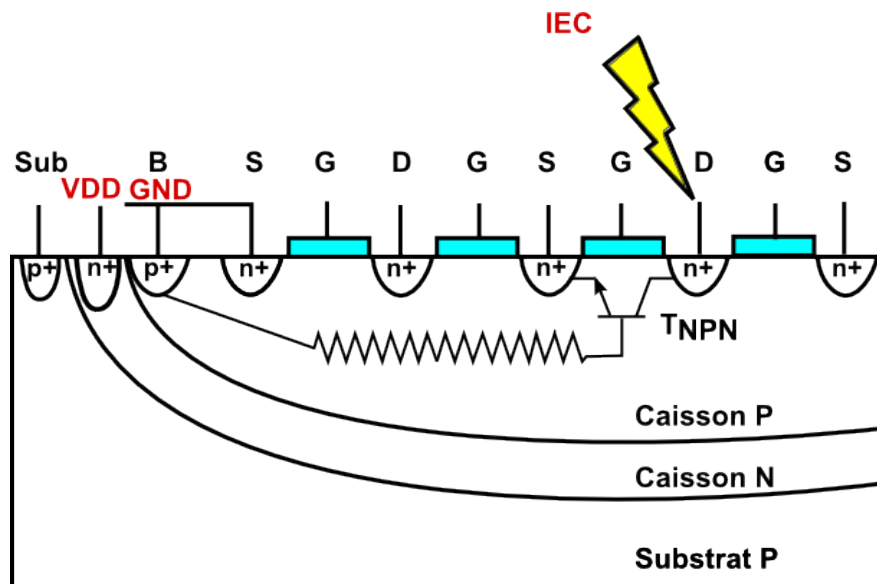 IEC
Sub B S G D G S G D G S
VDD GND
p+ n+ p+ n+ n+ n+ n+ n+
TNPN
Caisson P
Caisson N
Substrat P